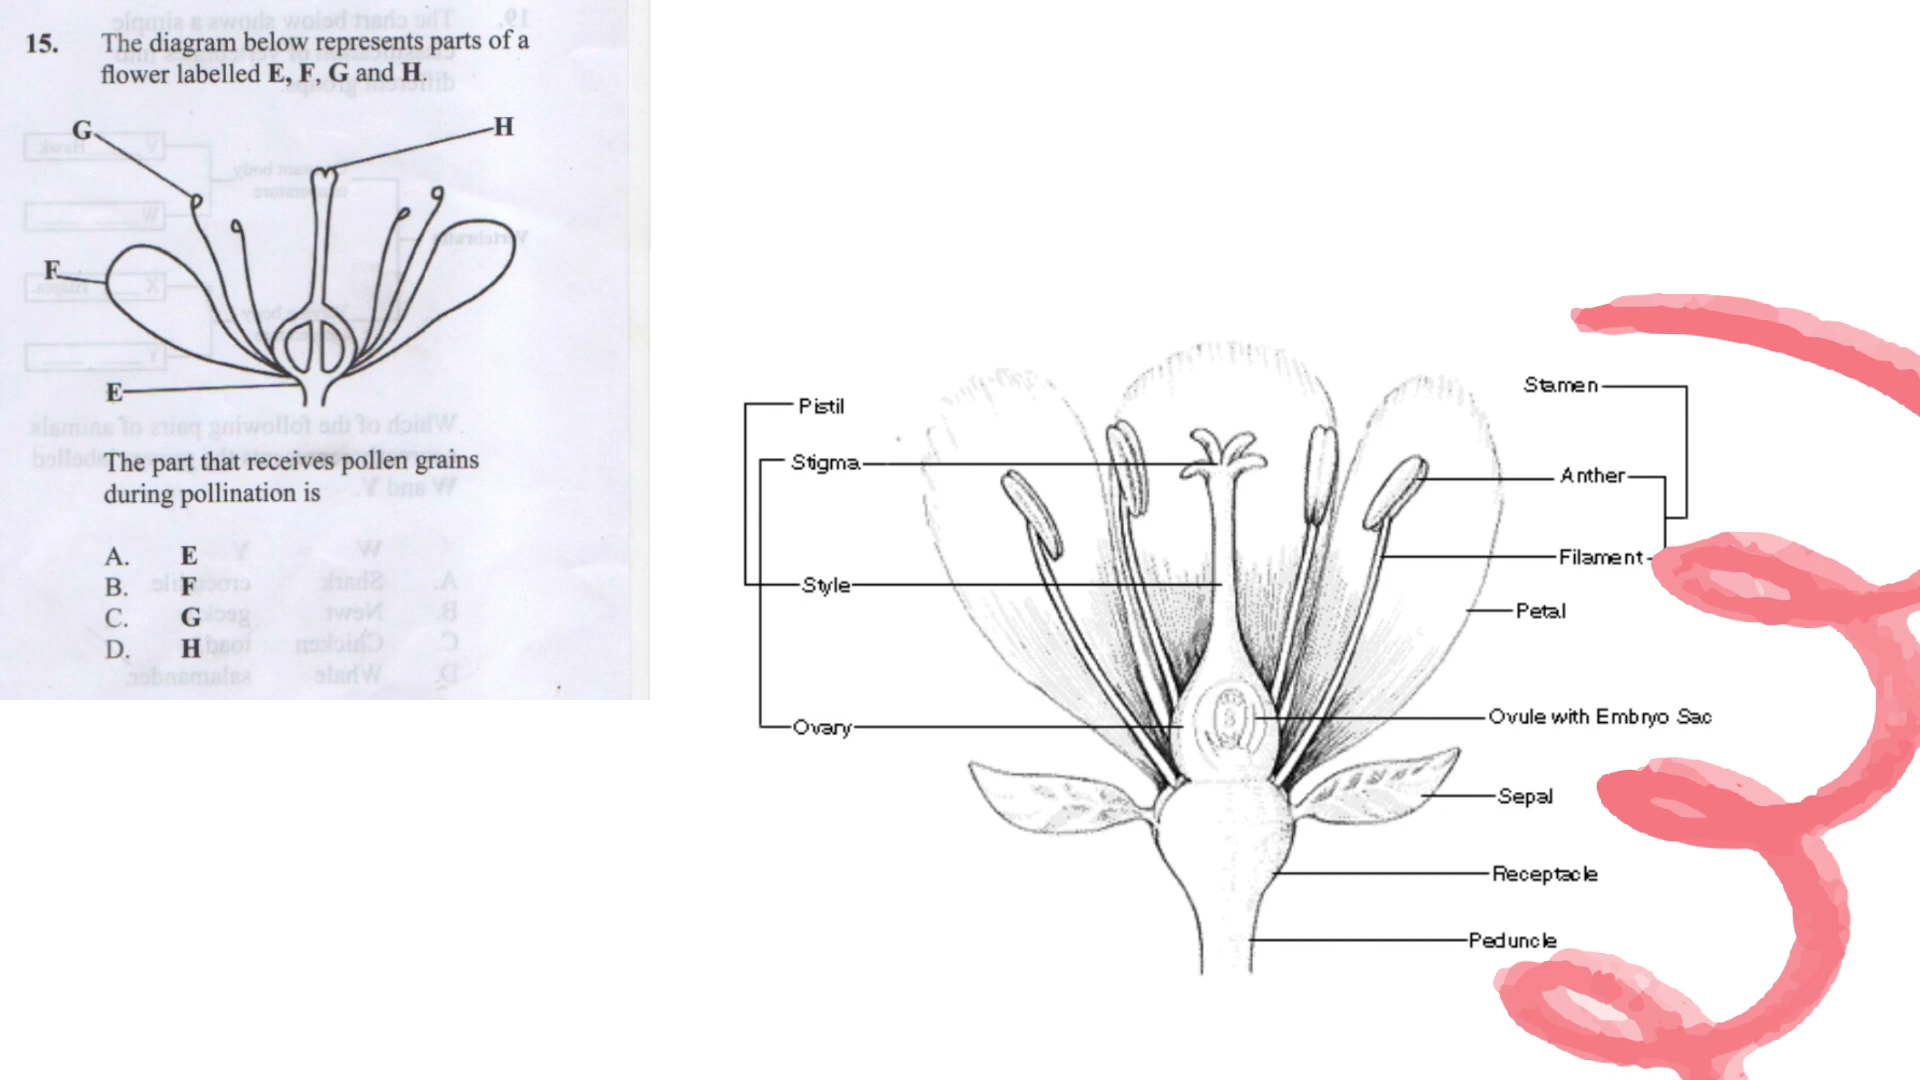 15. The diagram below represents parts of a
flower labelled E, F, G and H.
G
H
F
E
The part that receives pollen grains
during pollination is
A. E
B. F
C. G
D. H
Pistil
Stigma
Style
Ovary
Stamen
Anther
Filament
Petal
Ovule with Embryo Sac
Sepal
Receptacle
Peduncle